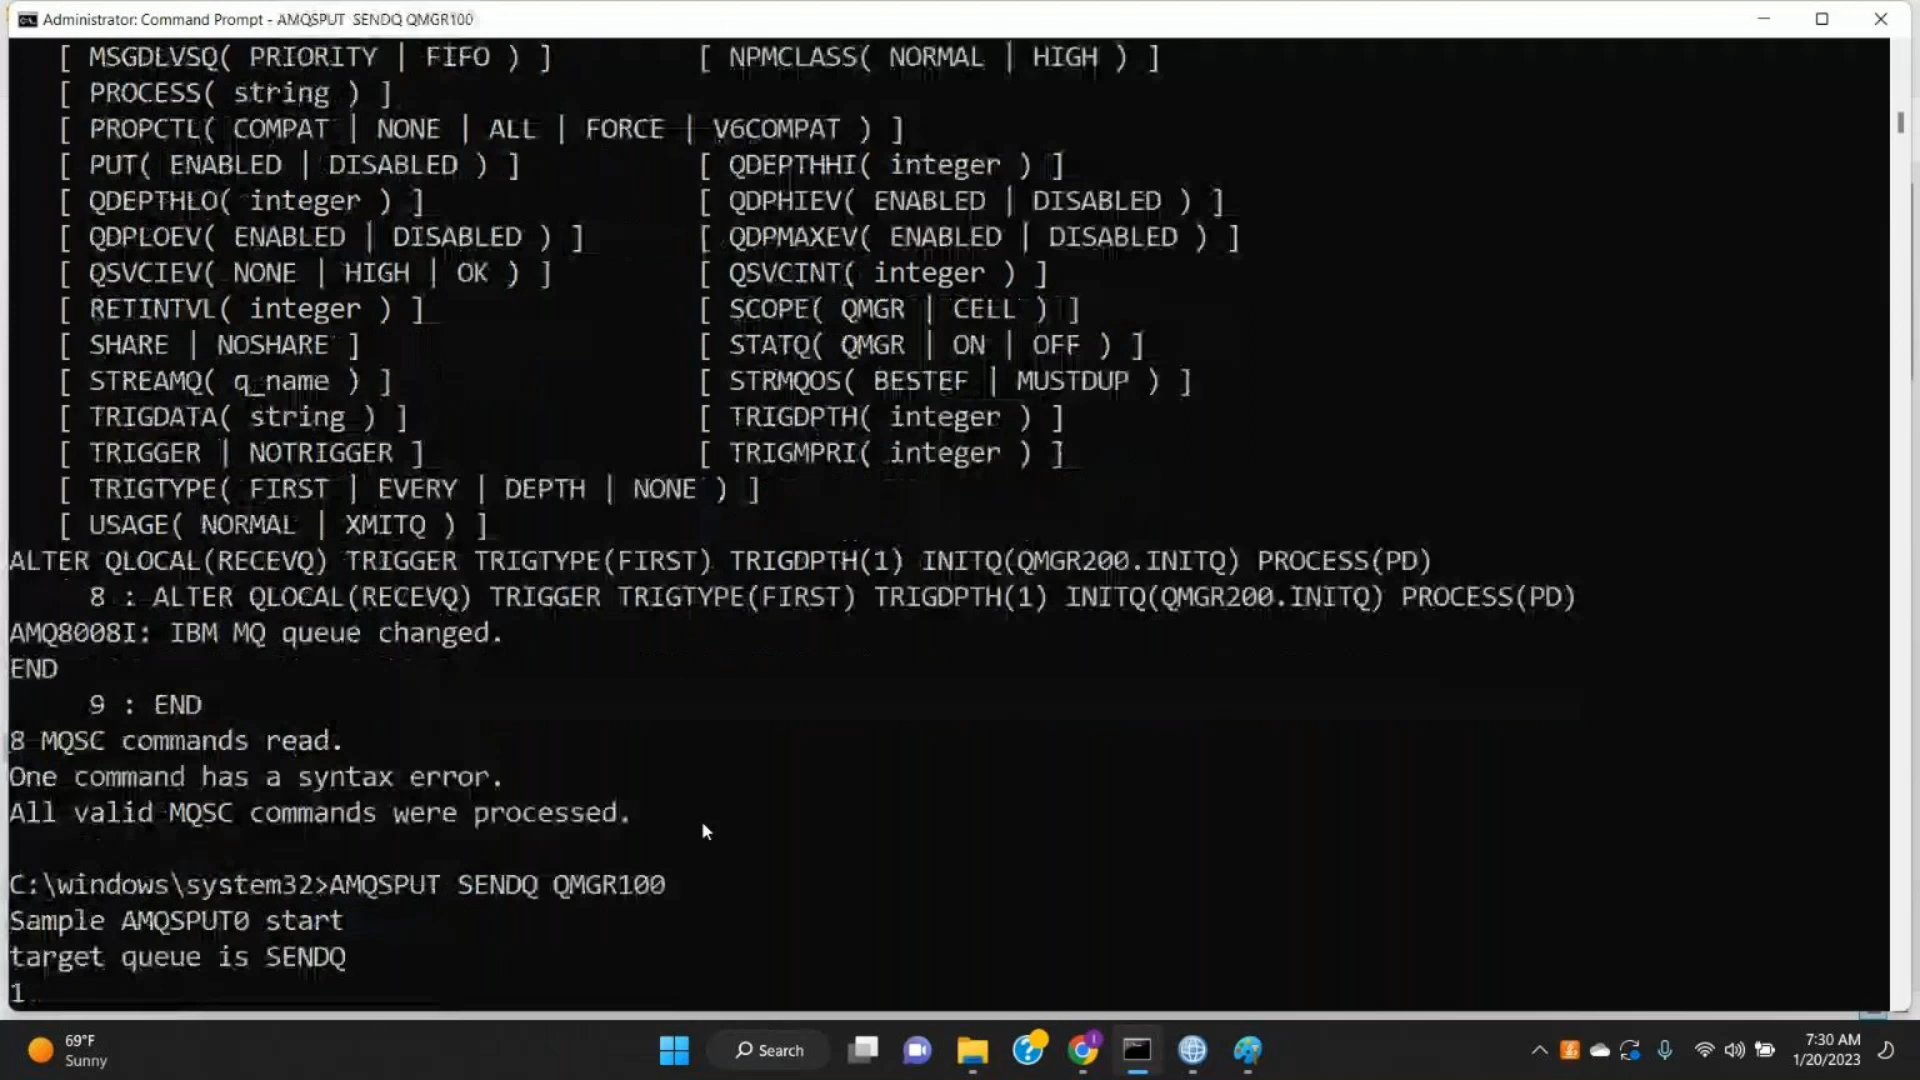 Administrator: Command Prompt - AMQSPUT SENDQ QMGR100
[ MSGDLVSQ( PRIORITY | FIFO ) ] [ NPMCLASS( NORMAL | HIGH ) ]
[ PROCESS( string ) ]
[ PROPCTL( COMPAT | NONE | ALL | FORCE | V6COMPAT ) ]
[ PUT( ENABLED | DISABLED ) ] [ QDEPTHHI( integer ) ]
[ QDEPTHLO( integer ) ] [ QDPHIEV( ENABLED | DISABLED ) ]
[ QDPLOEV( ENABLED | DISABLED ) ] [ QDPMAXEV( ENABLED | DISABLED ) ]
[ QSVCIEV( NONE | HIGH | OK ) ] [ QSVCINT( integer ) ]
[ RETINTVL( integer ) ] [ SCOPE( QMGR | CELL ) ]
[ SHARE | NOSHARE ] [ STATQ( QMGR | ON | OFF ) ]
[ STREAMQ( q_name ) ] [ STRMQOS( BESTEF | MUSTDUP ) ]
[ TRIGDATA( string ) ] [ TRIGDPTH( integer ) ]
[ TRIGGER | NOTRIGGER ] [ TRIGMPRI( integer ) ]
[ TRIGTYPE( FIRST | EVERY | DEPTH | NONE ) ]
[ USAGE( NORMAL | XMITQ ) ]
ALTER QLOCAL(RECEVQ) TRIGGER TRIGTYPE(FIRST) TRIGDPTH(1) INITQ(QMGR200.INITQ) PROCESS(PD)
8 : ALTER QLOCAL(RECEVQ) TRIGGER TRIGTYPE(FIRST) TRIGDPTH(1) INITQ(QMGR200.INITQ) PROCESS(PD)
AMQ8008I: IBM MQ queue changed.
END
9 : END
8 MQSC commands read.
One command has a syntax error.
All valid MQSC commands were processed.
C:\windows\system32>AMQSPUT SENDQ QMGR100
Sample AMQSPUT0 start
target queue is SENDQ
1
69°F
Sunny
Search
7:30 AM
1/20/2023